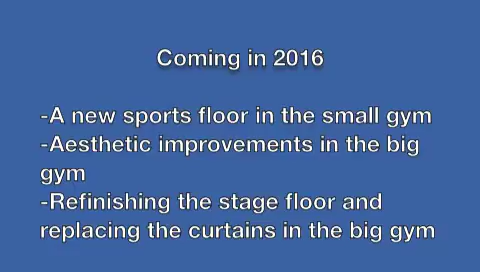 Coming in 2016
-A new sports floor in the small gym
-Aesthetic improvements in the big
gym
-Refinishing the stage floor and
replacing the curtains in the big gym